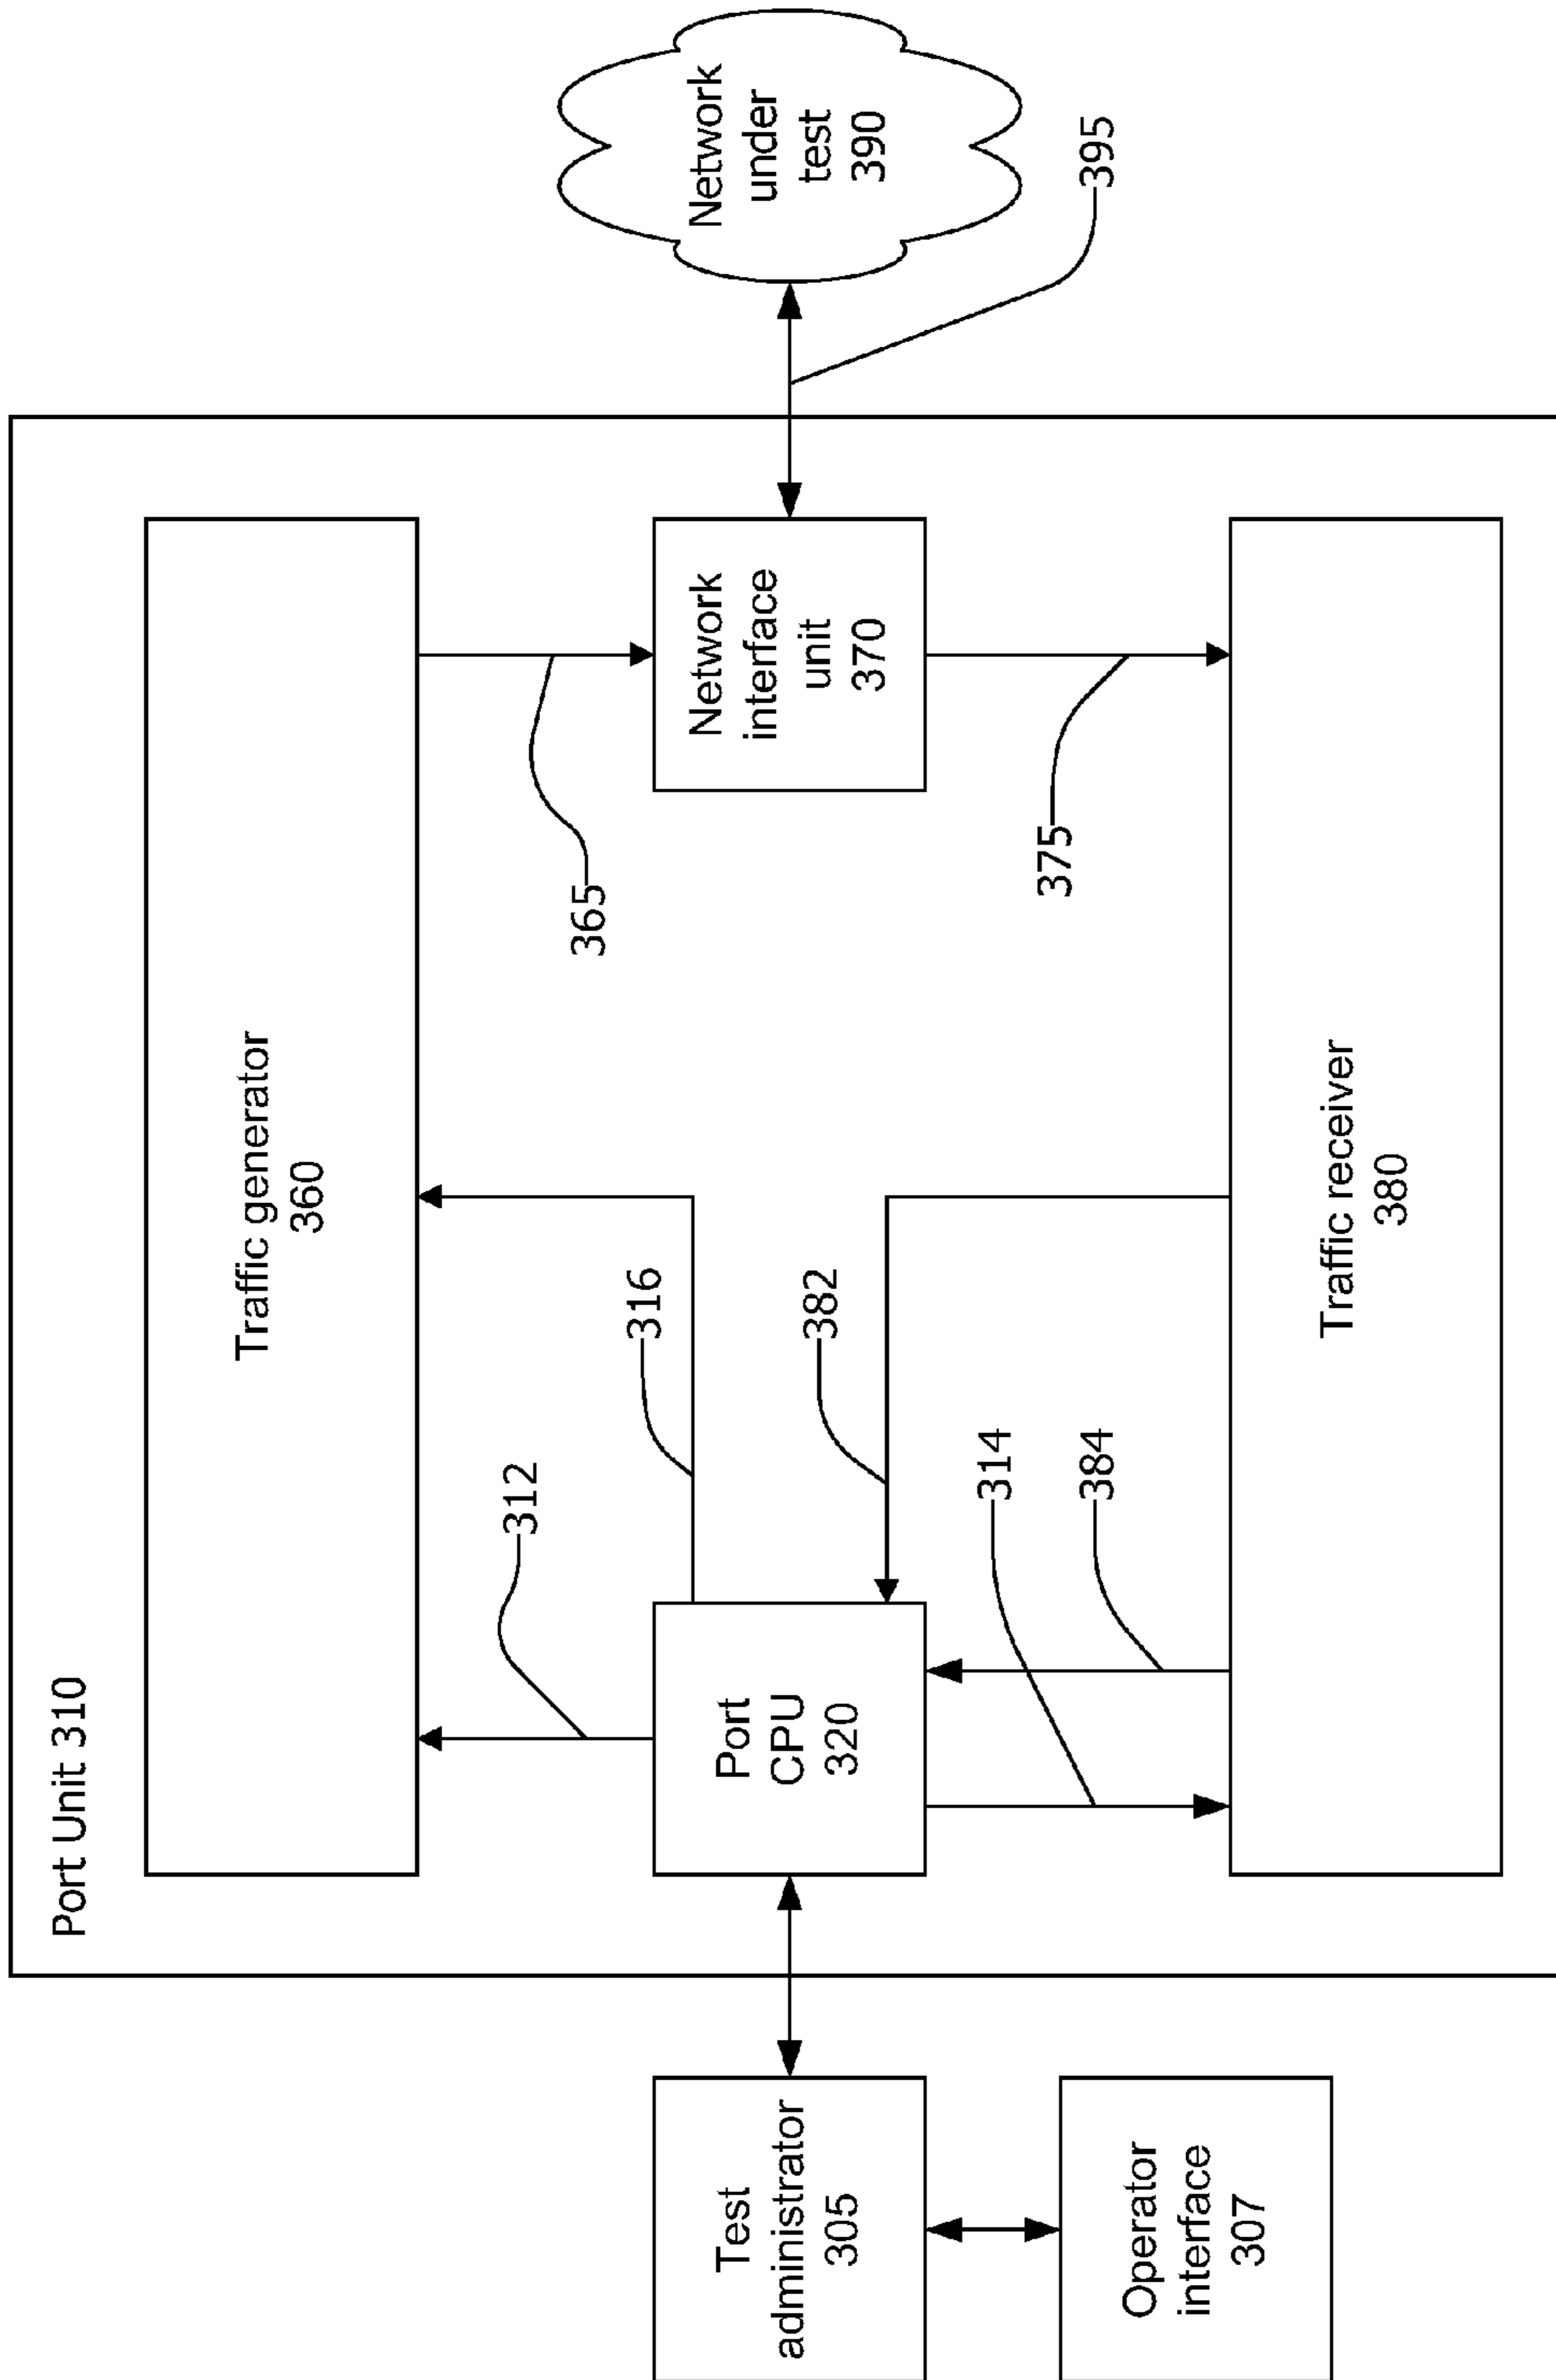 Port Unit 310
Traffic generator
360
312
316
365
Test
administrator
305
Port
CPU
320
Network
interface
unit
370
Network
under
test
390
382
314
384
375
395
Operator
interface
307
Traffic receiver
380